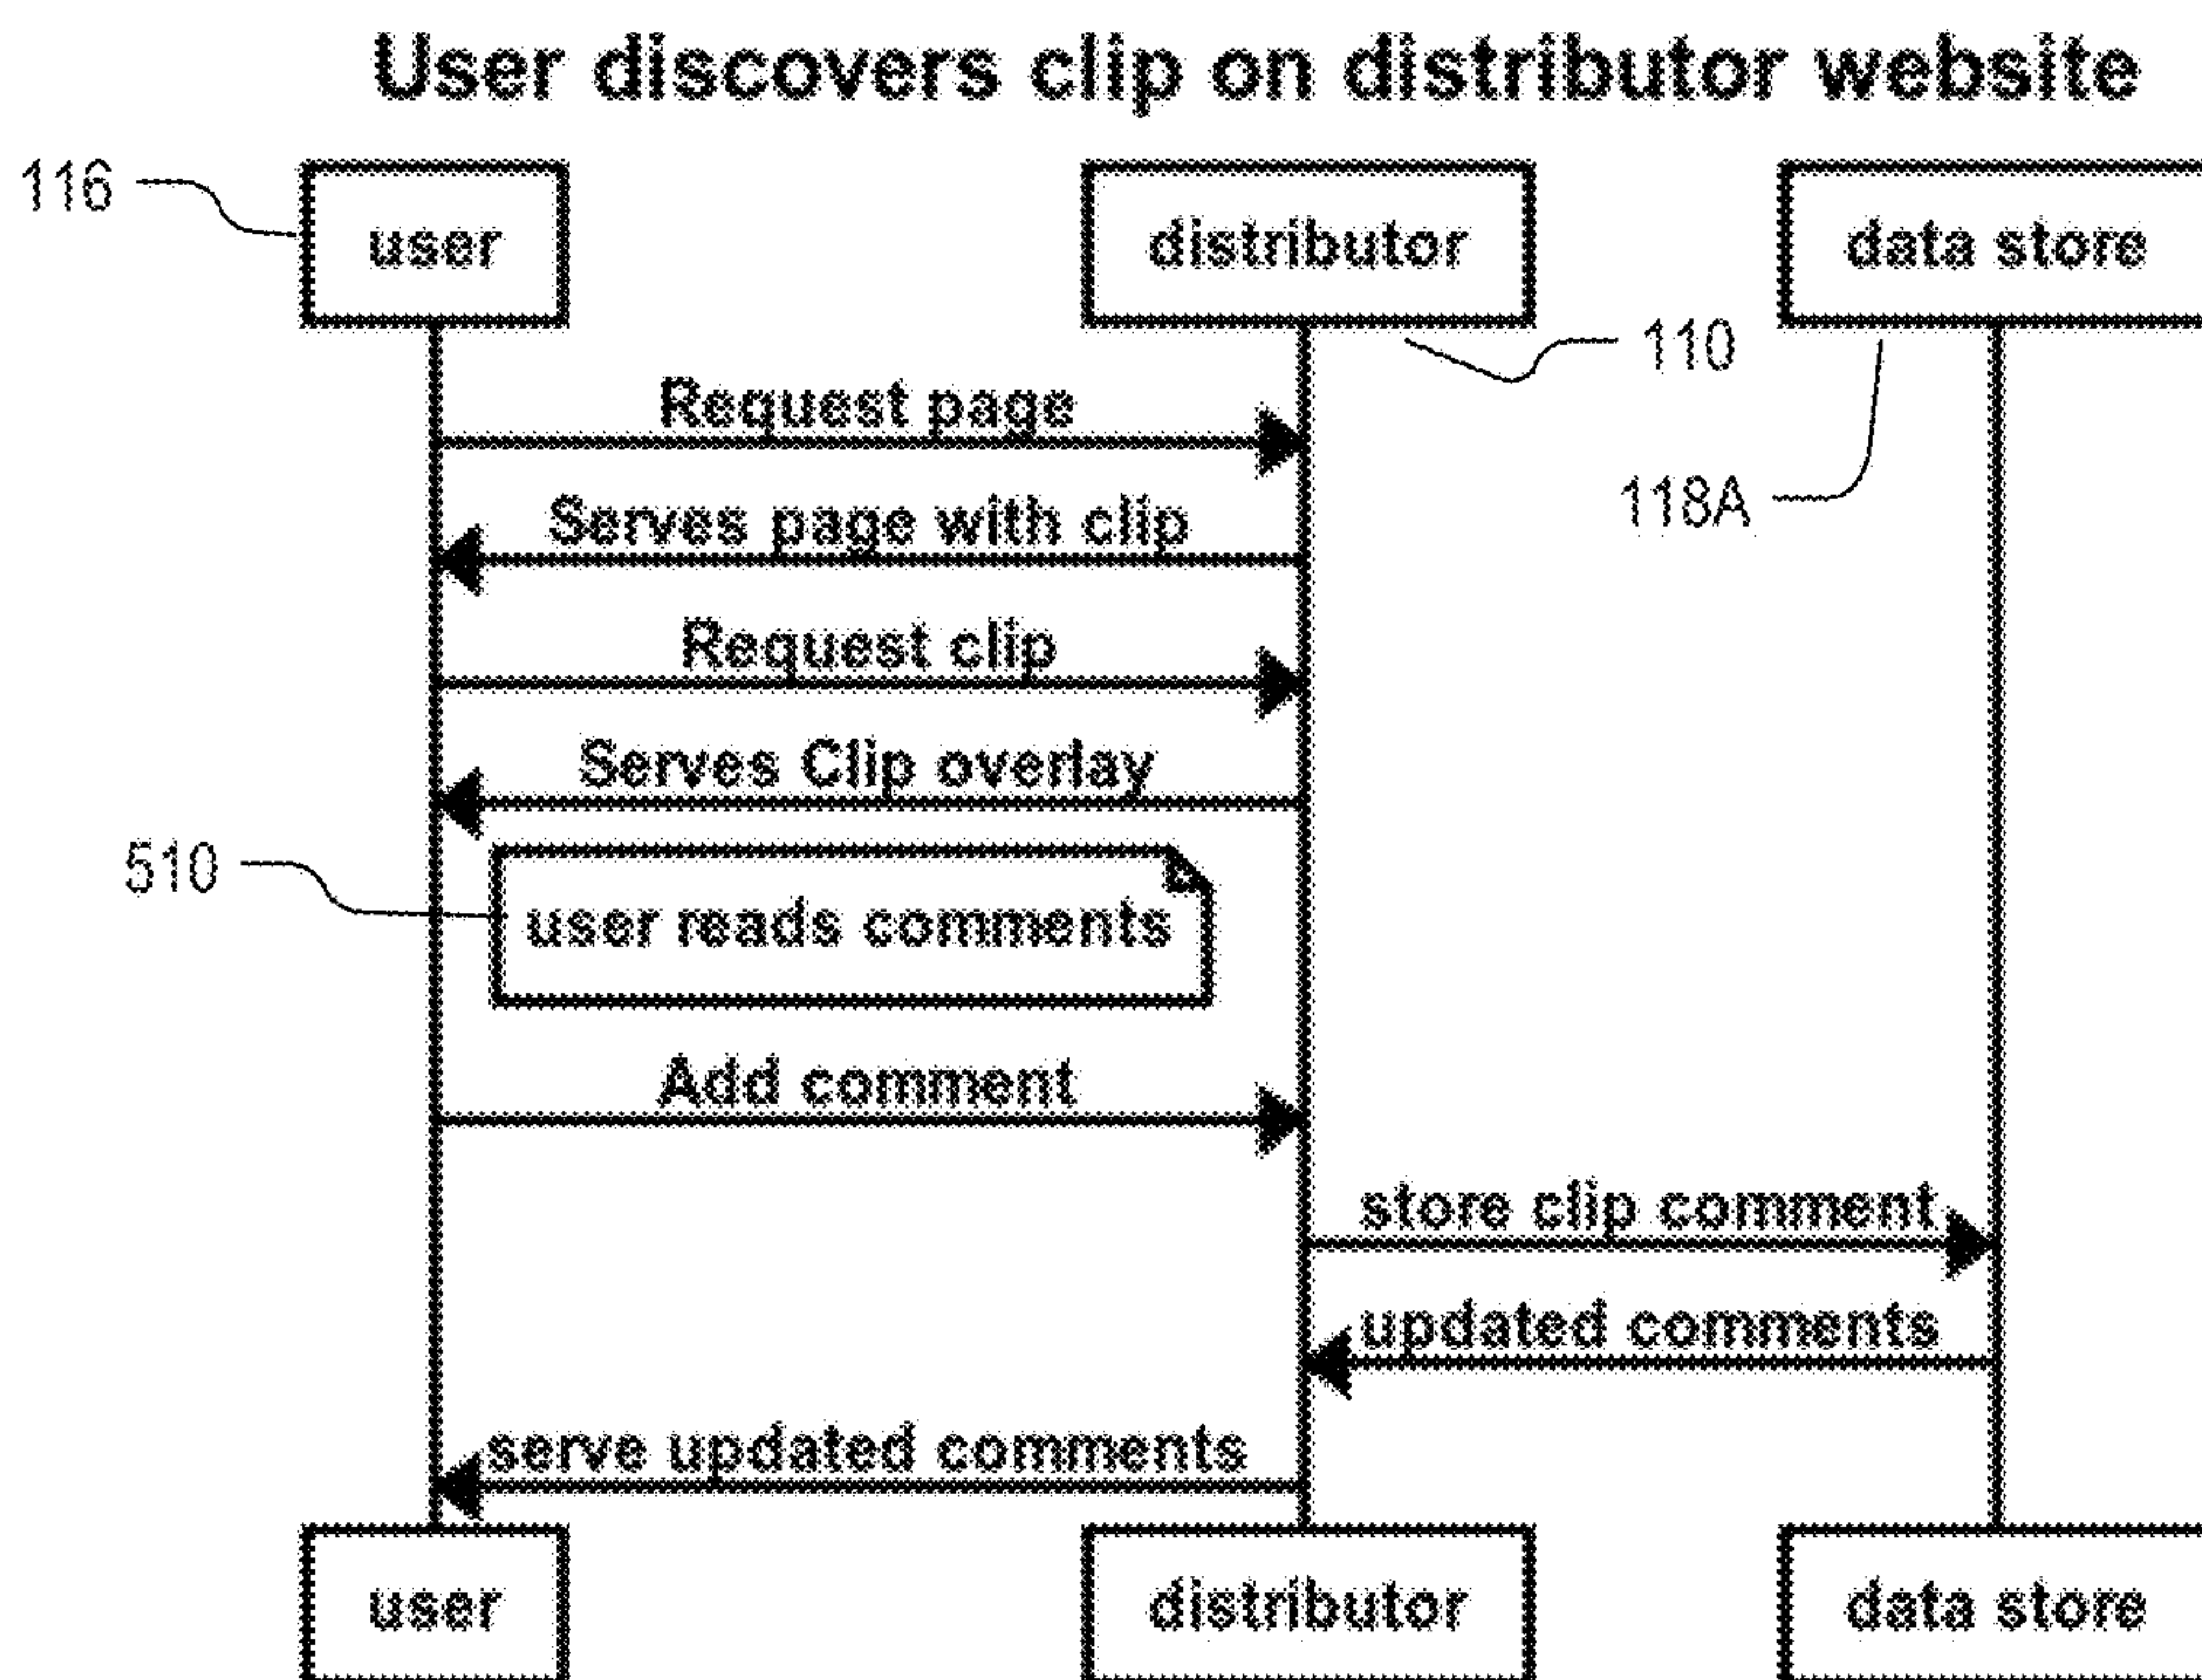 User discovers clip on distributor website
116
user
distributor
data store
110
Request page
118A
Serves page with clip
Request clip
Serves Clip overlay
510
user reads comments
Add comment
store clip comment
updated comments
serve updated comments
user
distributor
data store